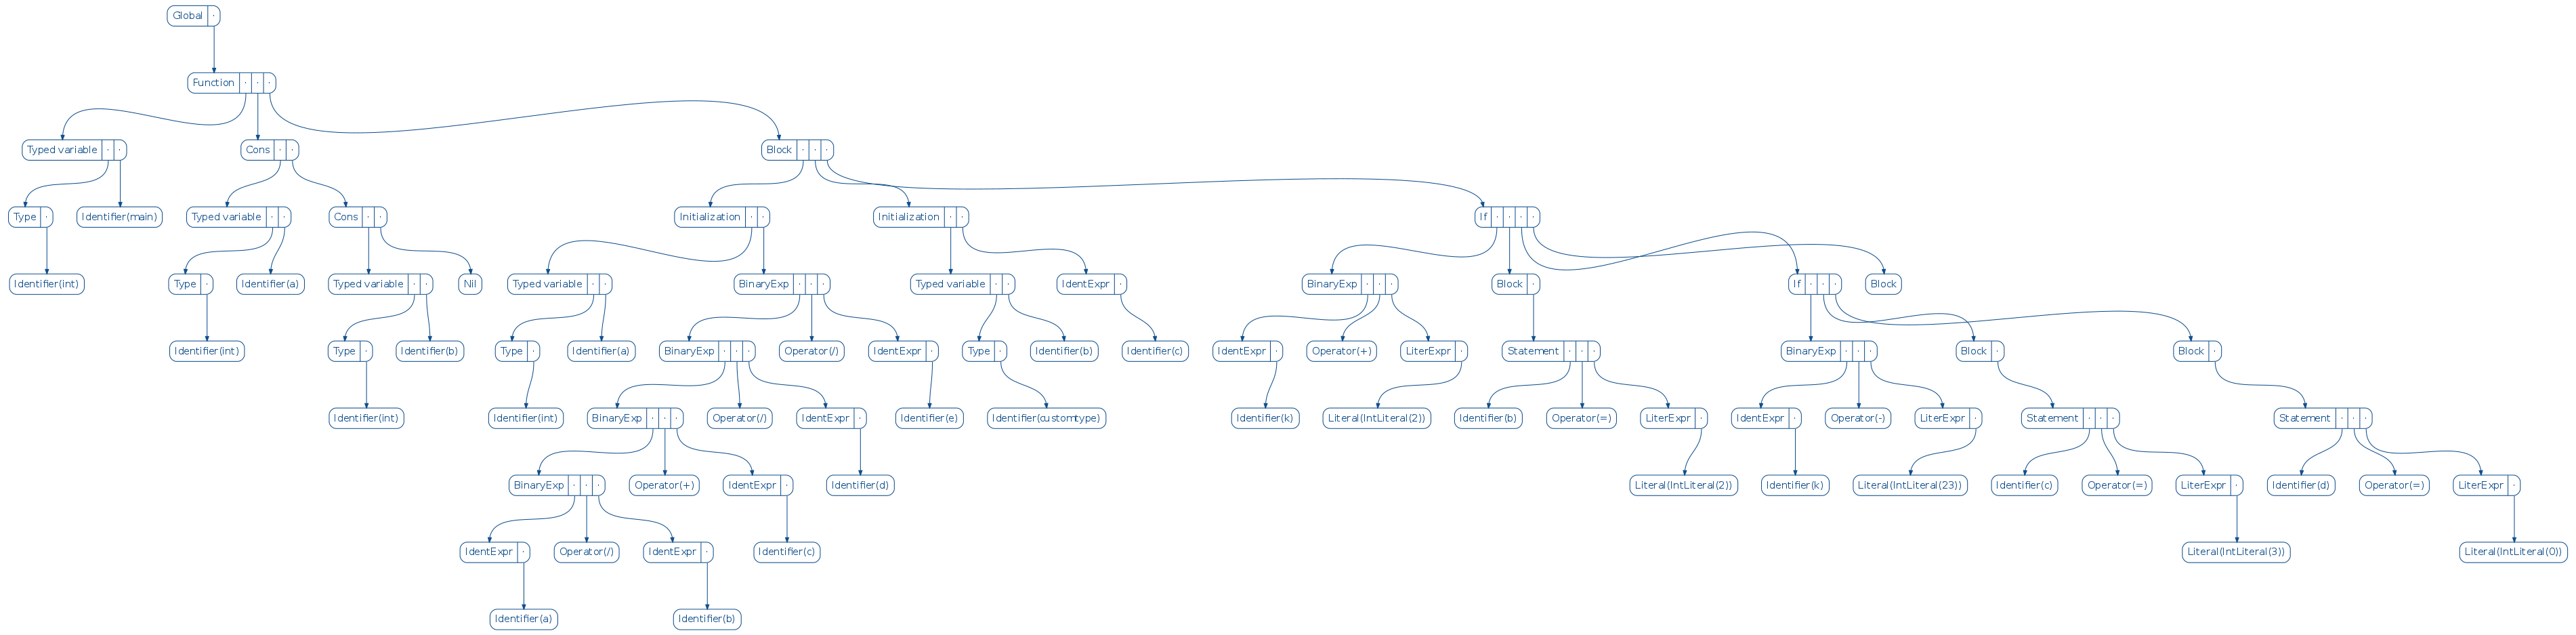 Global
Function
Typed variable
Cons
Block
Type
Identifier(main)
Typed variable
Cons
Initialization
Initialization
If
Identifier(int)
Type
Identifier(a)
Typed variable
Nil
Typed variable
BinaryExp
Typed variable
IdentExpr
BinaryExp
Block
If
Block
Identifier(int)
Type
Identifier(b)
Type
Identifier(a)
BinaryExp
Operator(/)
IdentExpr
Type
Identifier(b)
Identifier(c)
IdentExpr
Operator(+)
LiterExpr
Statement
BinaryExp
Block
Block
Identifier(int)
Identifier(int)
BinaryExp
Operator(/)
IdentExpr
Identifier(e)
Identifier(customtype)
Identifier(k)
Literal(IntLiteral(2))
Identifier(b)
Operator(=)
LiterExpr
IdentExpr
Operator(-)
LiterExpr
Statement
Statement
BinaryExp
Operator(+)
IdentExpr
Identifier(d)
Literal(IntLiteral(2))
Identifier(k)
Literal(IntLiteral(23))
Identifier(c)
Operator(=)
LiterExpr
Identifier(d)
Operator(=)
LiterExpr
IdentExpr
Operator(/)
IdentExpr
Identifier(c)
Literal(IntLiteral(3))
Literal(IntLiteral(0))
Identifier(a)
Identifier(b)